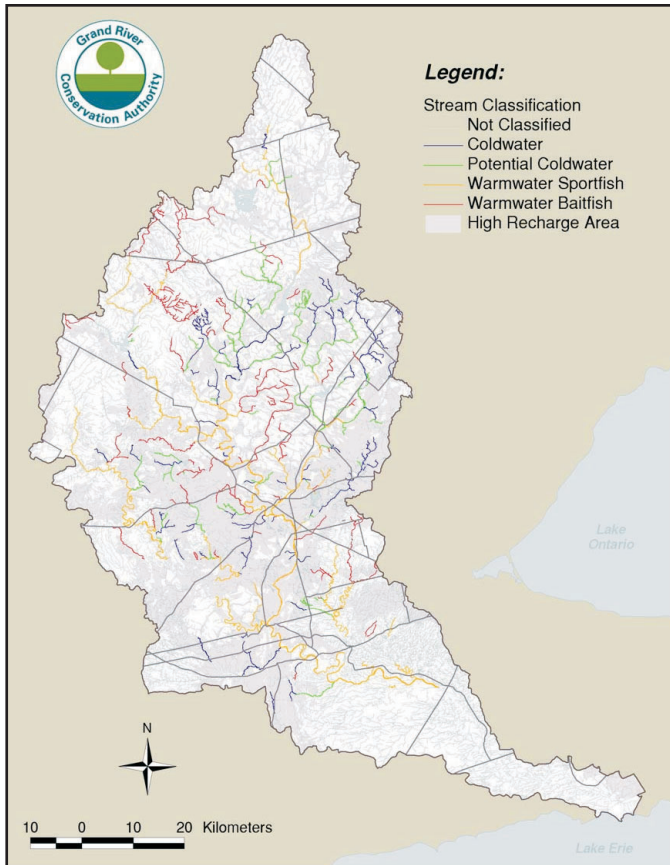 Grand River
Conservation Authority
Legend:
Stream Classification
Not Classified
Coldwater
Potential Coldwater
Warmwater Sportfish
Warmwater Baitfish
High Recharge Area
Lake
Ontario
N
10 0 10 20 Kilometers
Lake Erie